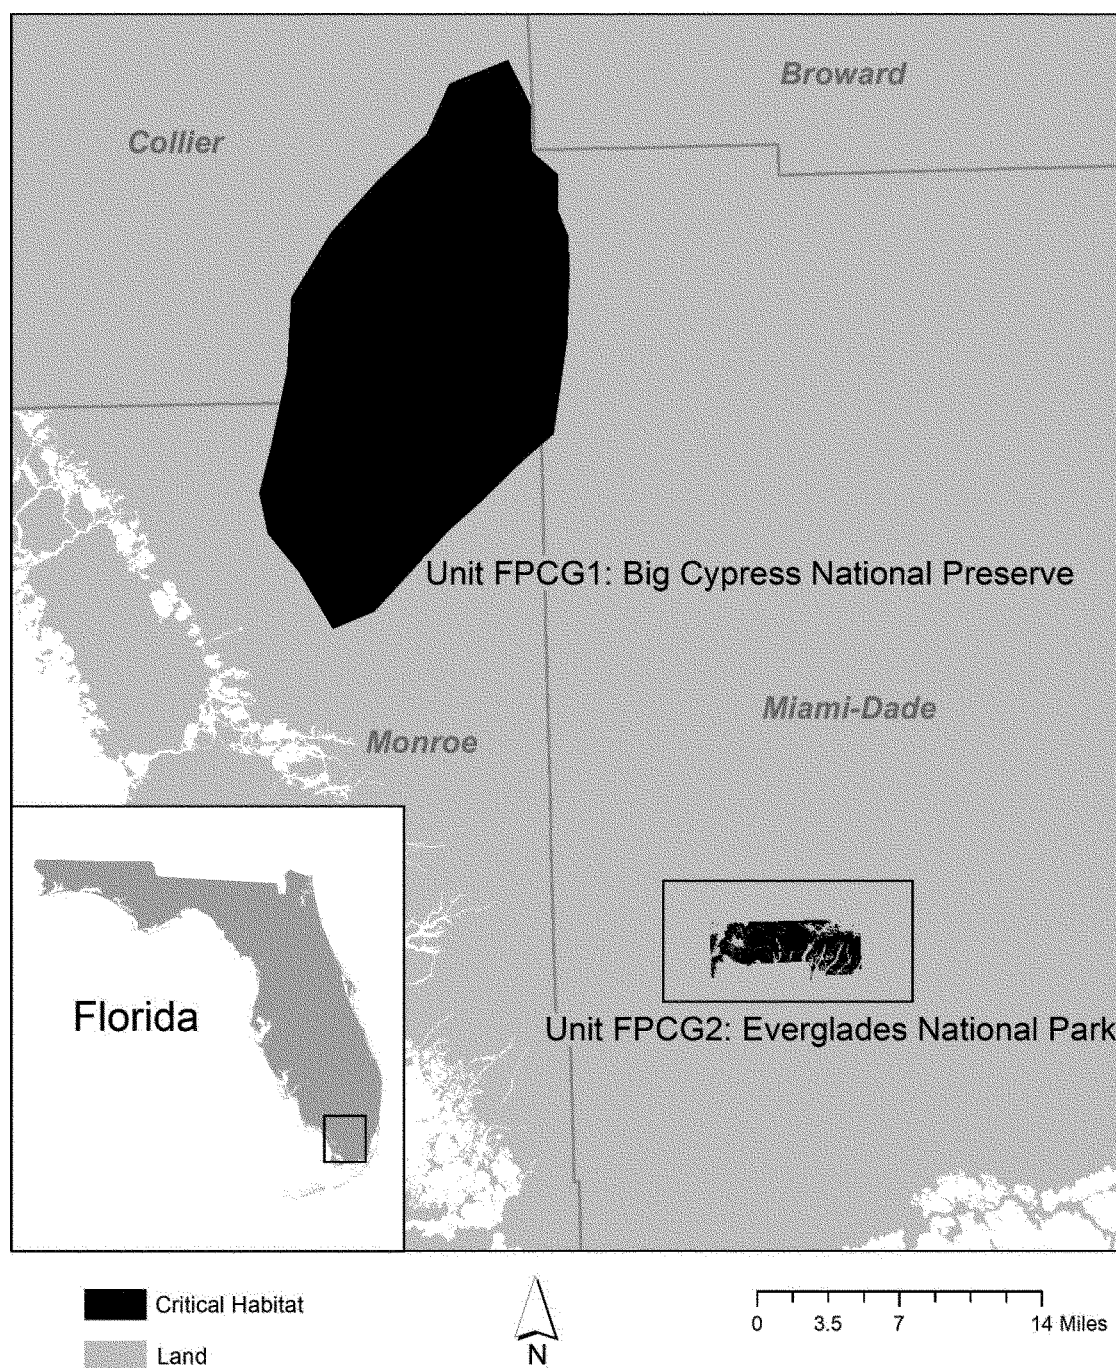 Broward
Collier
Unit FPCG1: Big Cypress National Preserve
Miami-Dade
Monroe
Florida
Unit FPCG2: Everglades National Park
Critical Habitat
Land
N
0 3.5 7 14 Miles